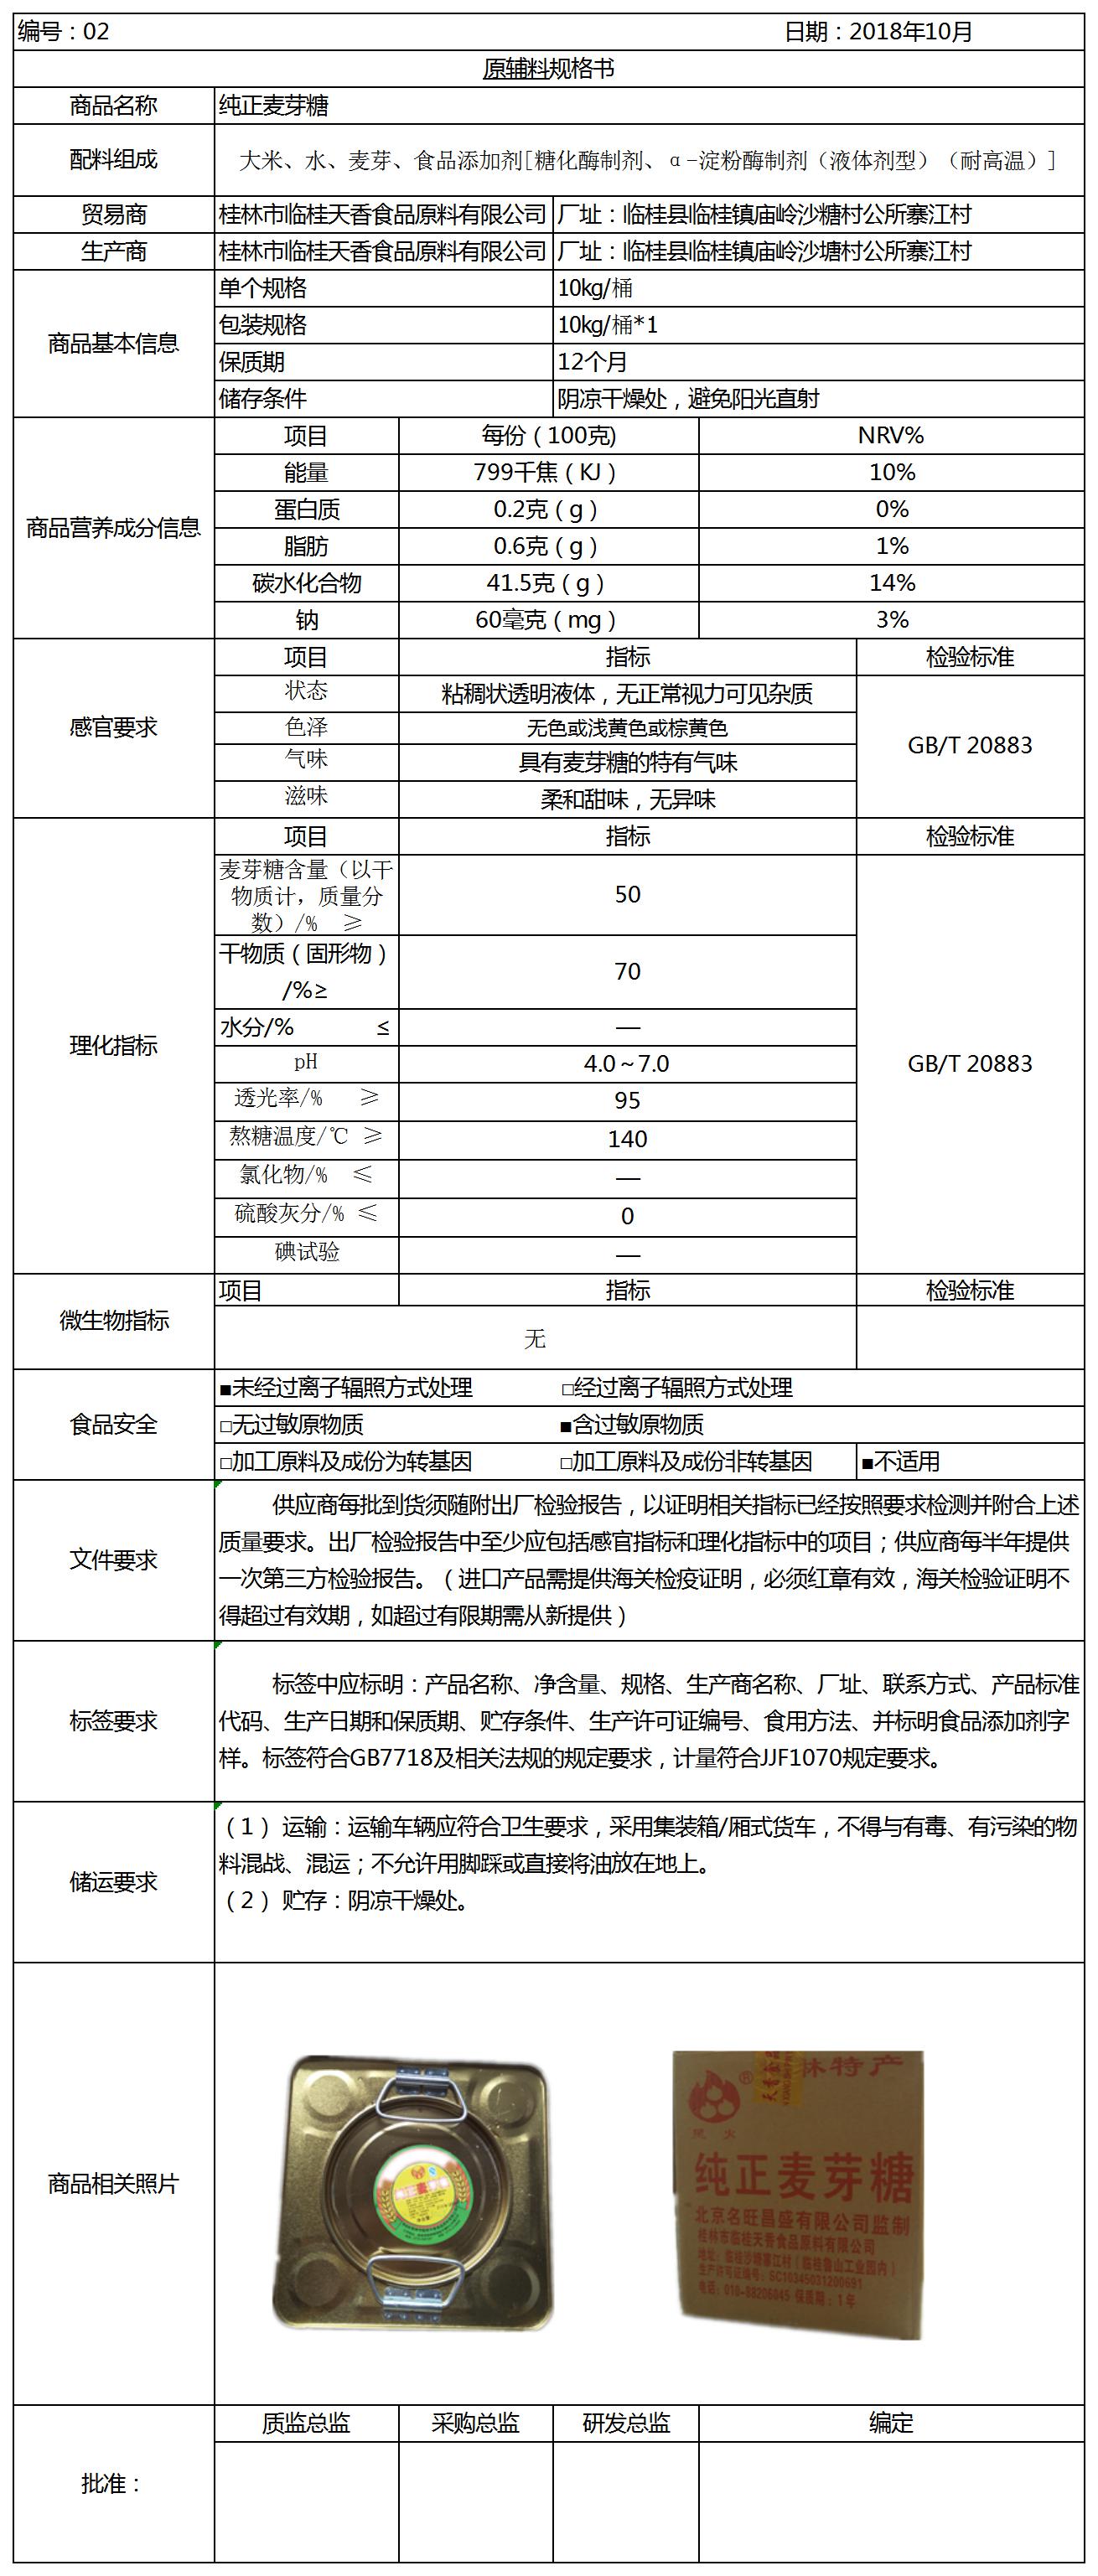 编号：02 日期：2018年10月
原辅料规格书
商品名称 纯正麦芽糖
配料组成 大米、水、麦芽、食品添加剂[糖化酶制剂、α-淀粉酶制剂（液体剂型）（耐高温）]
贸易商 桂林市临桂天香食品原料有限公司 厂址：临桂县临桂镇庙岭沙糖村公所寨江村
生产商 桂林市临桂天香食品原料有限公司 厂址：临桂县临桂镇庙岭沙塘村公所寨江村
商品基本信息
单个规格 10kg/桶
包装规格 10kg/桶*1
保质期 12个月
储存条件 阴凉干燥处，避免阳光直射
商品营养成分信息
项目 每份（100克) NRV%
能量 799千焦（KJ） 10%
蛋白质 0.2克（g） 0%
脂肪 0.6克（g） 1%
碳水化合物 41.5克（g） 14%
钠 60毫克（mg） 3%
感官要求
项目 指标 检验标准
状态 粘稠状透明液体，无正常视力可见杂质
色泽 无色或浅黄色或棕黄色
GB/T 20883
气味 具有麦芽糖的特有气味
滋味 柔和甜味，无异味
理化指标
项目 指标 检验标准
麦芽糖含量（以干
物质计，质量分
数）/% ≥
50
干物质（固形物）
/%≥
70
水分/% ≤ —
pH 4.0～7.0
GB/T 20883
透光率/% ≥ 95
熬糖温度/℃ ≥ 140
氯化物/% ≤ —
硫酸灰分/% ≤ 0
碘试验 —
微生物指标
项目 指标 检验标准
无
食品安全
■未经过离子辐照方式处理 □经过离子辐照方式处理
□无过敏原物质 ■含过敏原物质
□加工原料及成份为转基因 □加工原料及成份非转基因 ■不适用
文件要求
供应商每批到货须随附出厂检验报告，以证明相关指标已经按照要求检测并附合上述
质量要求。出厂检验报告中至少应包括感官指标和理化指标中的项目；供应商每半年提供
一次第三方检验报告。（进口产品需提供海关检疫证明，必须红章有效，海关检验证明不
得超过有效期，如超过有限期需从新提供）
标签要求
标签中应标明：产品名称、净含量、规格、生产商名称、厂址、联系方式、产品标准
代码、生产日期和保质期、贮存条件、生产许可证编号、食用方法、并标明食品添加剂字
样。标签符合GB7718及相关法规的规定要求，计量符合JJF1070规定要求。
储运要求
（1）运输：运输车辆应符合卫生要求，采用集装箱/厢式货车，不得与有毒、有污染的物
料混战、混运；不允许用脚踩或直接将油放在地上。
（2）贮存：阴凉干燥处。
商品相关照片
特产
®
纯正麦芽糖
北京名旺昌盛有限公司监制
桂林市临桂天香食品原料有限公司
地址：临桂沙塘寨江村（临桂鲁山工业园内）
生产许可证编号：SC10345031200691
电话：010-88206045 保质期：1年
批准：
质监总监 采购总监 研发总监 编定